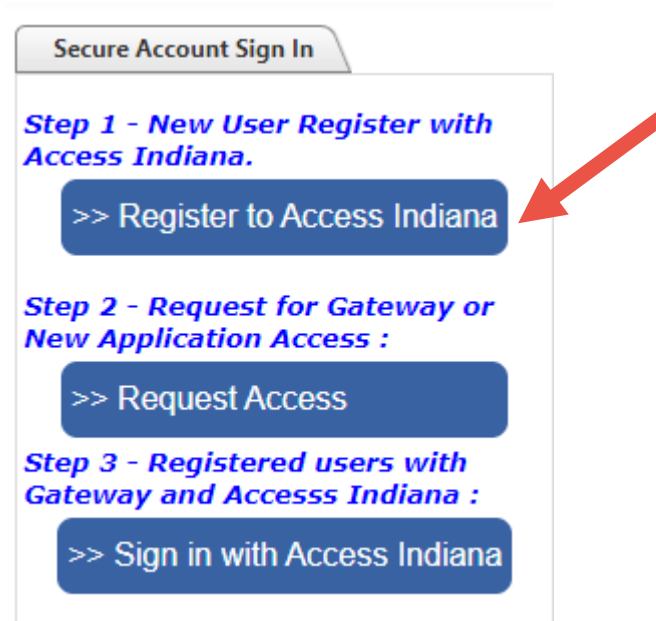 Secure Account Sign In
Step 1 - New User Register with
Access Indiana.
>> Register to Access Indiana
Step 2 - Request for Gateway or
New Application Access :
>> Request Access
Step 3 - Registered users with
Gateway and Accesss Indiana :
>> Sign in with Access Indiana